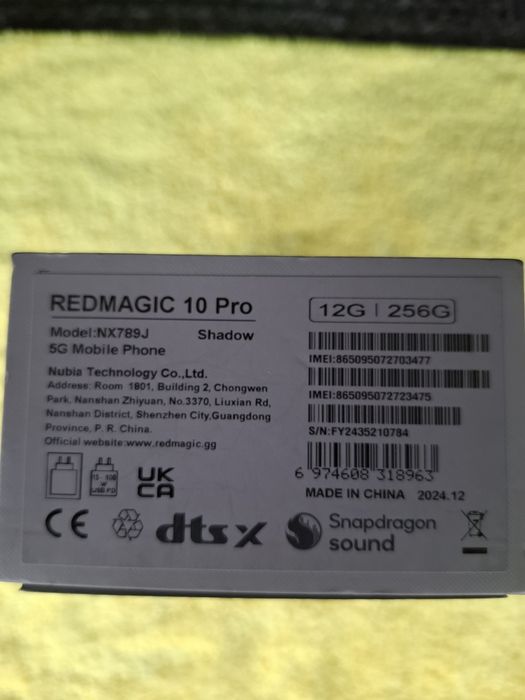 REDMAGIC 10 Pro
Model:NX789J Shadow
5G Mobile Phone
Nubia Technology Co.,Ltd.
Address: Room 1801, Building 2, Chongwen
Park, Nanshan Zhiyuan, No.3370, Liuxian Rd,
Nanshan District, Shenzhen City,Guangdong
Province, P. R. China.
Official website:www.redmagic.gg
12G | 256G
IMEI:865095072703477
IMEI:865095072723475
S/N:FY2435210784
6 974608 318963
MADE IN CHINA 2024.12
W
USB PD
UK
CA
CE
dts x
Snapdragon
sound